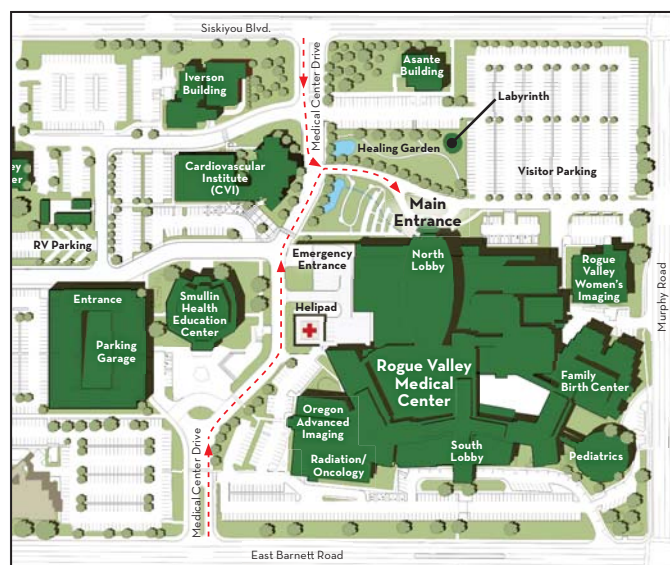 Siskiyou Blvd.
Medical Center Drive
Iverson
Building
Asante
Building
Labyrinth
Healing Garden
Cardiovascular
Institute
(CVI)
Visitor Parking
Main
Entrance
RV Parking
Emergency
Entrance
North
Lobby
Rogue
Valley
Women's
Imaging
Murphy Road
Entrance
Parking
Garage
Smullin
Health
Education
Center
Helipad
Rogue Valley
Medical
Center
Family
Birth Center
Oregon
Advanced
Imaging
Radiation/
Oncology
South
Lobby
Pediatrics
Medical Center Drive
East Barnett Road